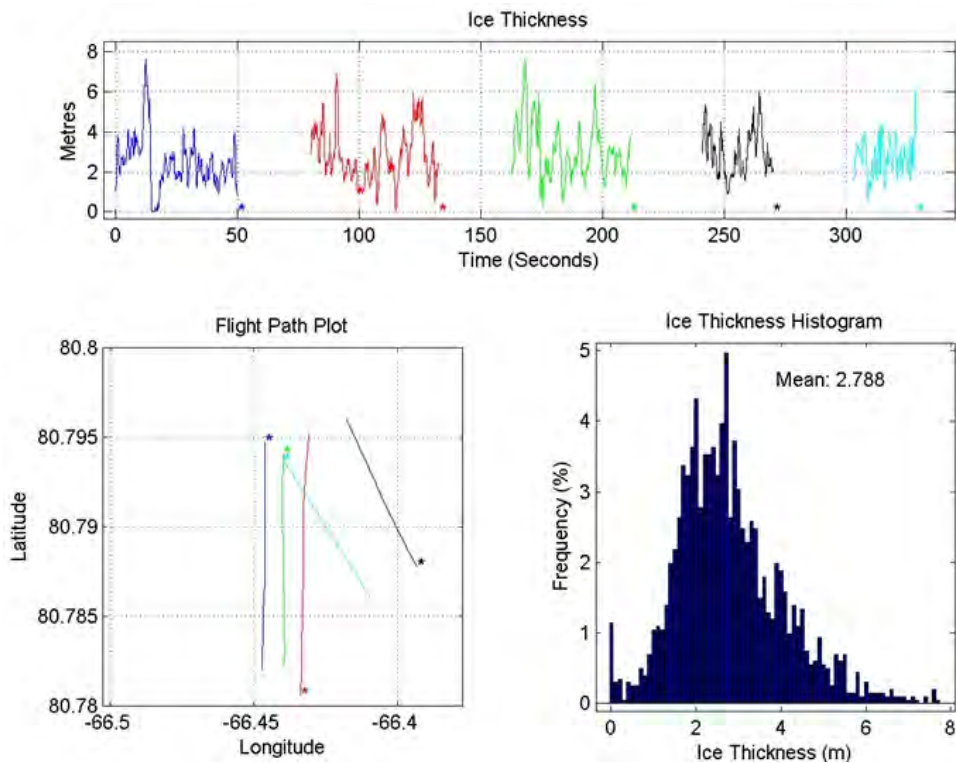 Ice Thickness
8
6
4
2
0
Metres
0 50 100 150 200 250 300
Time (Seconds)
Flight Path Plot
80.8
80.795
80.79
80.785
80.78
Latitude
-66.5 -66.45 -66.4
Longitude
Ice Thickness Histogram
Mean: 2.788
5
4
3
2
1
0
Frequency (%)
0 2 4 6 8
Ice Thickness (m)